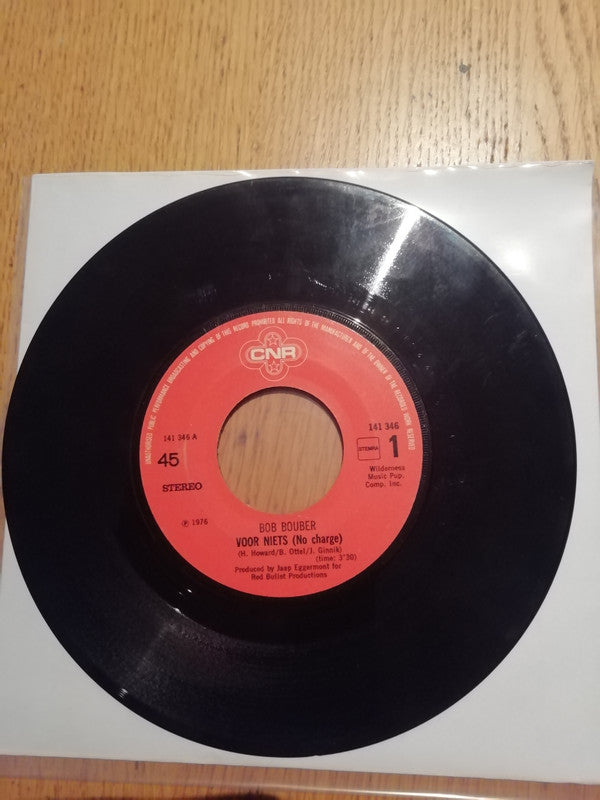 UNAUTHORISED PUBLIC PERFORMANCE BROADCASTING AND COPYING OF THIS RECORD PROHIBITED ALL RIGHTS OF THE MANUFACTURER AND OF THE OWNER OF THE RECORDED WORK RESERVED
CNR
141 346 A
141 346
45
STEMRA
1
STEREO
Wilderness
Music Pup.
Comp. Inc.
℗ 1976
BOB BOUBER
VOOR NIETS (No charge)
(H. Howard/B. Ottel/J. Ginnik)
(time: 3'30)
Produced by Jaap Eggermont for
Red Bullet Productions